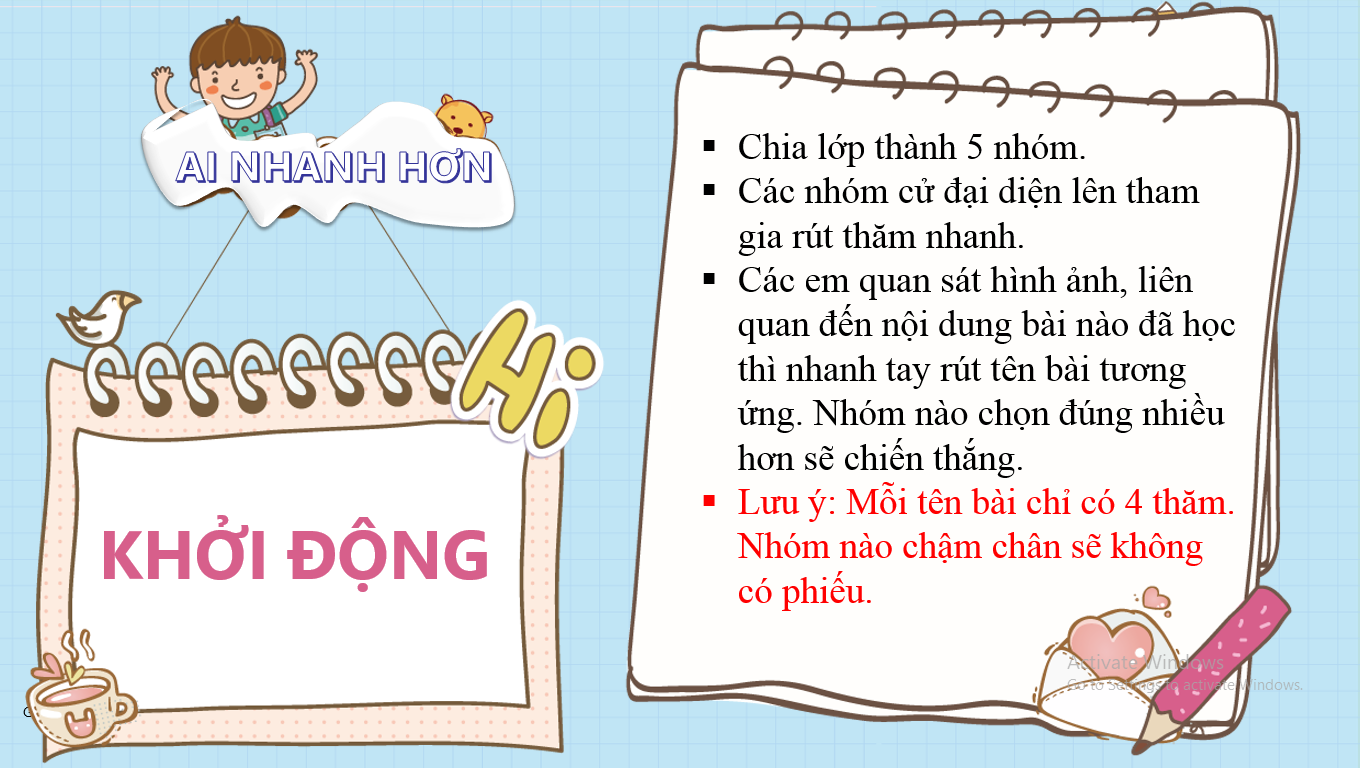 AI NHANH HƠN
Hi
KHỞI ĐỘNG
▪ Chia lớp thành 5 nhóm.
▪ Các nhóm cử đại diện lên tham
gia rút thăm nhanh.
▪ Các em quan sát hình ảnh, liên
quan đến nội dung bài nào đã học
thì nhanh tay rút tên bài tương
ứng. Nhóm nào chọn đúng nhiều
hơn sẽ chiến thắng.
▪ Lưu ý: Mỗi tên bài chỉ có 4 thăm.
Nhóm nào chậm chân sẽ không
có phiếu.
Activate Windows
Go to Settings to activate Windows.